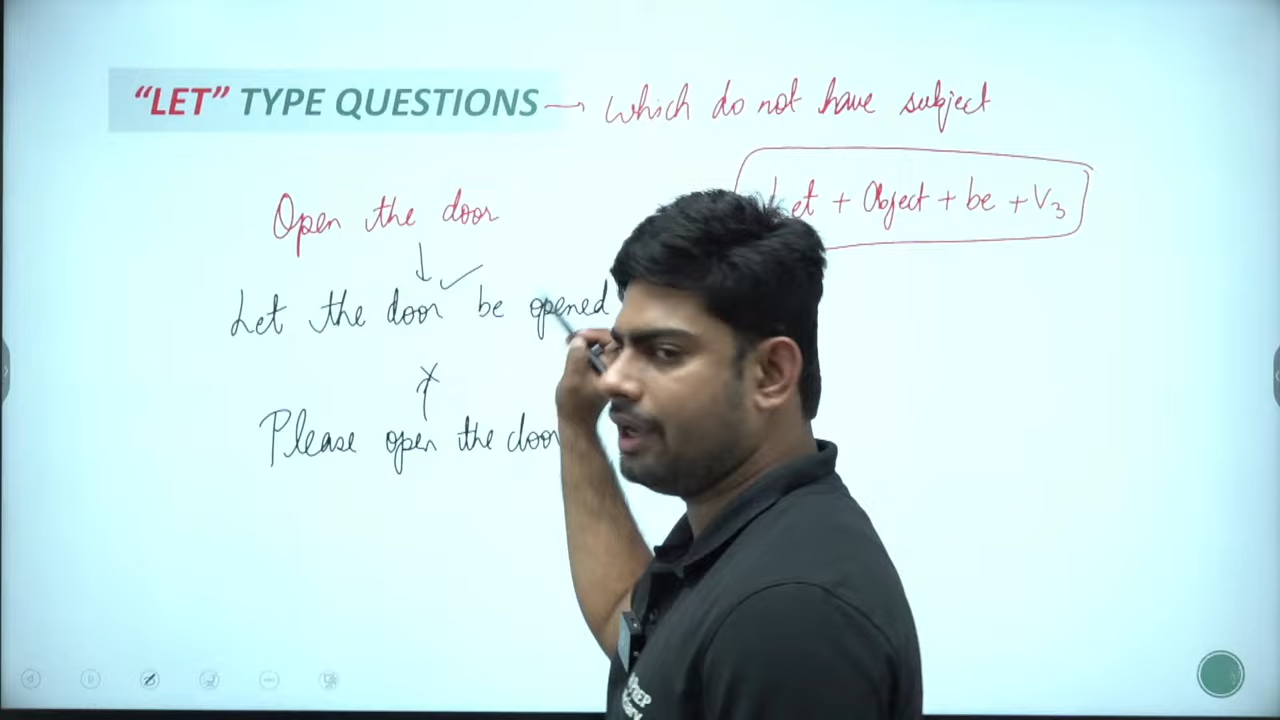 “LET” TYPE QUESTIONS → which do not have subject
Let + Object + be + V3
Open the door
↓
Let the door be opened
Please open the door
PREP